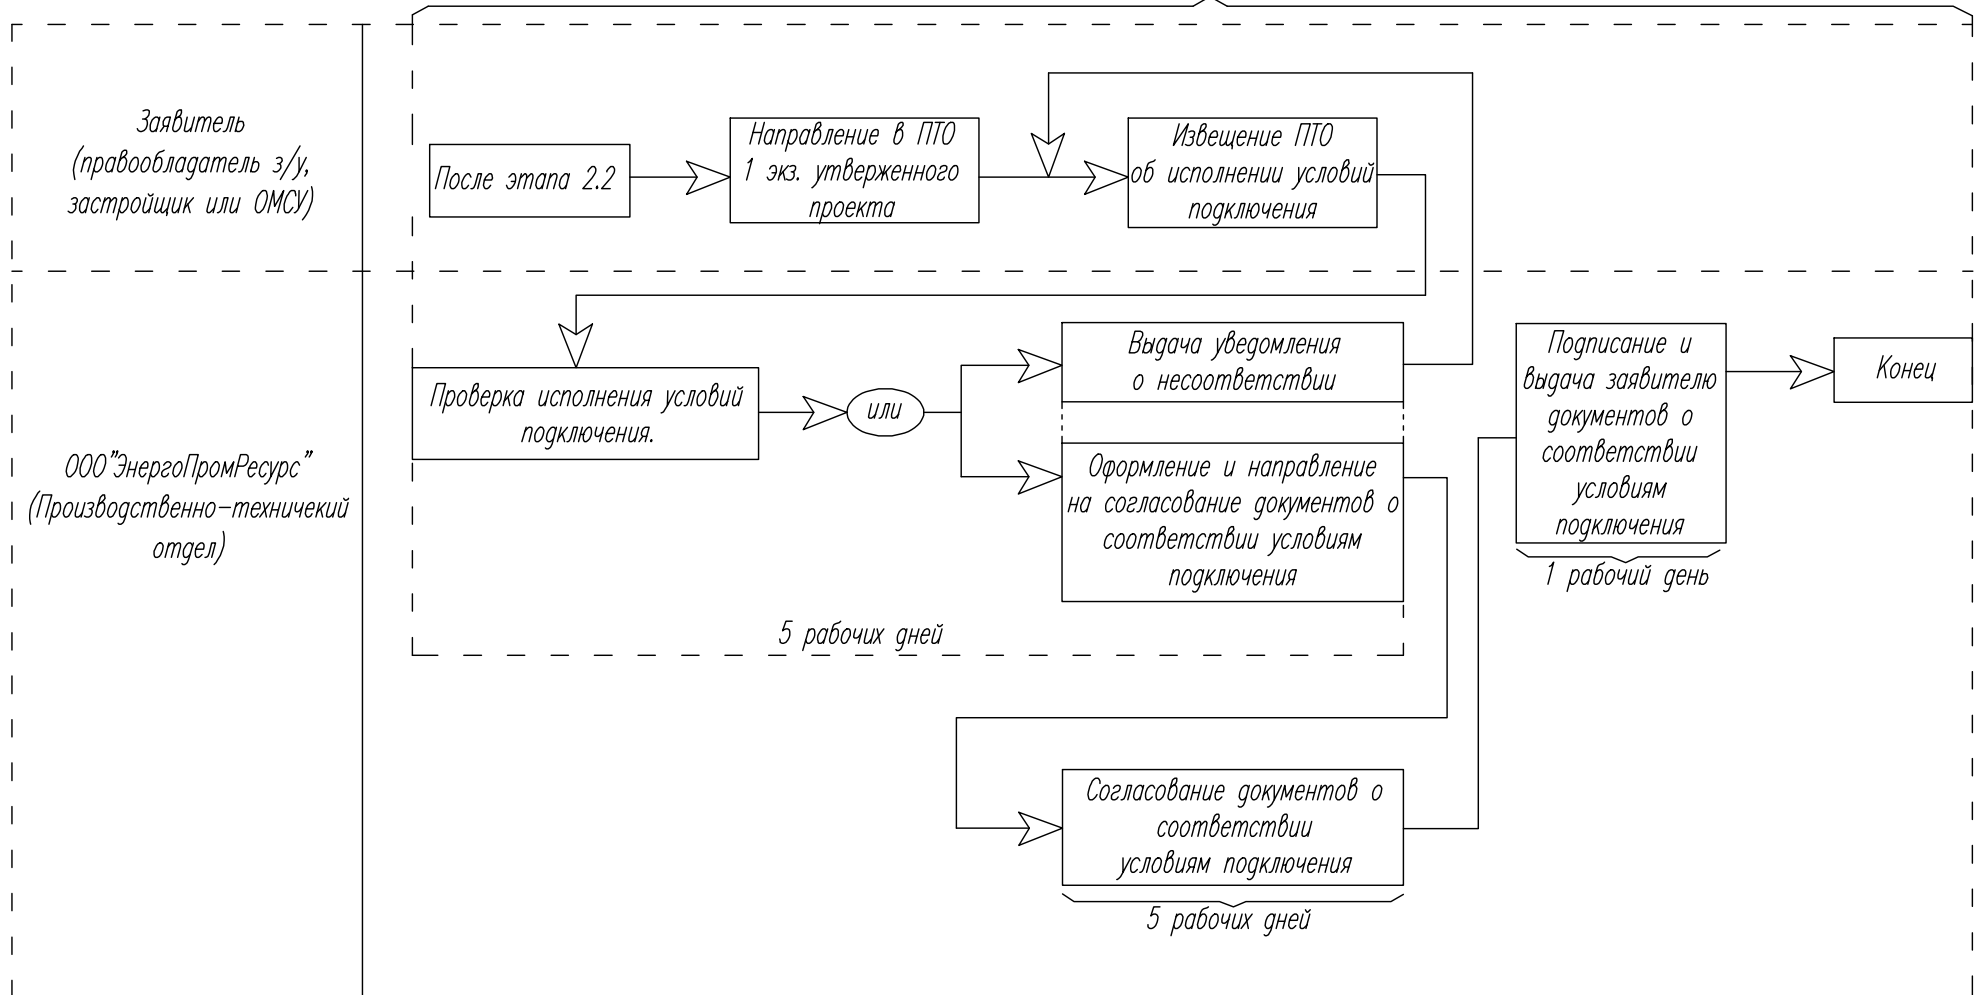 Заявитель
(правообладатель з/у,
застройщик или ОМСУ)
После этапа 2.2
Направление в ПТО
1 экз. утверженного
проекта
Извещение ПТО
об исполнении условий
подключения
ООО"ЭнергоПромРесурс"
(Производственно-техничекий
отдел)
Проверка исполнения условий
подключения.
или
Выдача уведомления
о несоответствии
Оформление и направление
на согласование документов о
соответствии условиям
подключения
5 рабочих дней
Согласование документов о
соответствии
условиям подключения
5 рабочих дней
Подписание и
выдача заявителю
документов о
соответствии
условиям
подключения
1 рабочий день
Конец